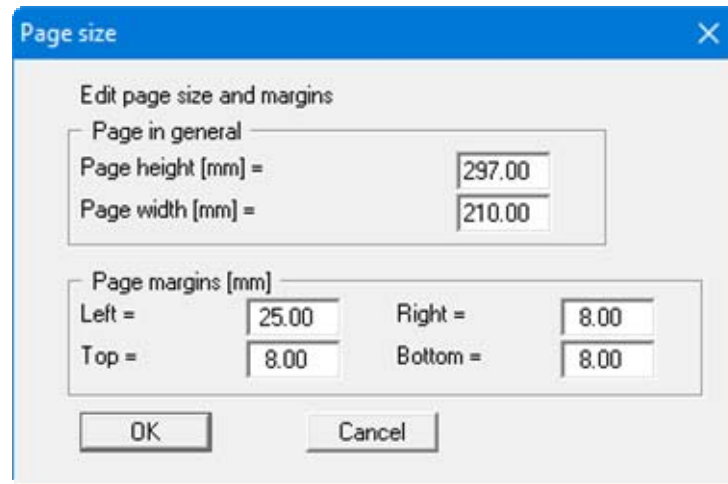 Page size
Edit page size and margins
Page in general
Page height [mm] = 297.00
Page width [mm] = 210.00
Page margins [mm]
Left = 25.00 Right = 8.00
Top = 8.00 Bottom = 8.00
OK Cancel